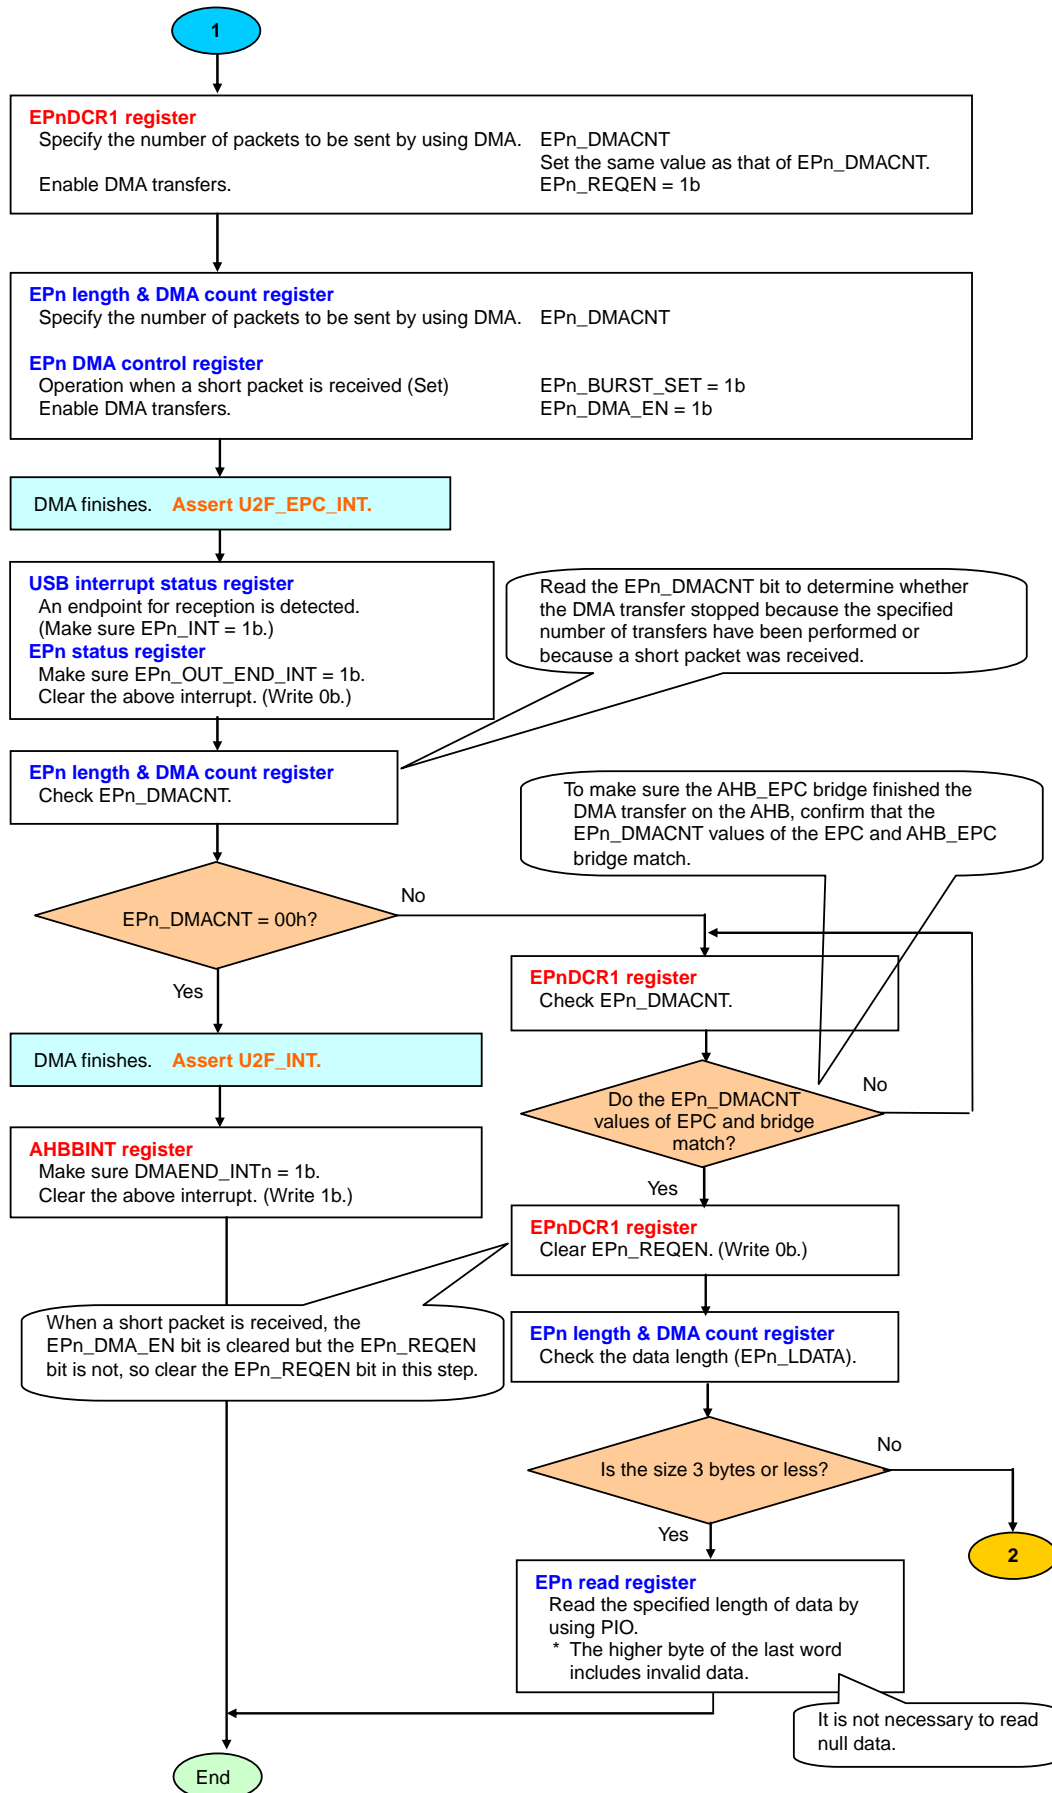 1
EPnDCR1 register
Specify the number of packets to be sent by using DMA. EPn_DMACNT
Set the same value as that of EPn_DMACNT.
Enable DMA transfers. EPn_REQEN = 1b
EPn length & DMA count register
Specify the number of packets to be sent by using DMA. EPn_DMACNT
EPn DMA control register
Operation when a short packet is received (Set) EPn_BURST_SET = 1b
Enable DMA transfers. EPn_DMA_EN = 1b
DMA finishes. Assert U2F_EPC_INT.
USB interrupt status register
An endpoint for reception is detected.
(Make sure EPn_INT = 1b.)
EPn status register
Make sure EPn_OUT_END_INT = 1b.
Clear the above interrupt. (Write 0b.)
Read the EPn_DMACNT bit to determine whether
the DMA transfer stopped because the specified
number of transfers have been performed or
because a short packet was received.
EPn length & DMA count register
Check EPn_DMACNT.
To make sure the AHB_EPC bridge finished the
DMA transfer on the AHB, confirm that the
EPn_DMACNT values of the EPC and AHB_EPC
bridge match.
EPn_DMACNT = 00h?
No
Yes
EPnDCR1 register
Check EPn_DMACNT.
DMA finishes. Assert U2F_INT.
Do the EPn_DMACNT
values of EPC and bridge
match?
No
Yes
AHBBINT register
Make sure DMAEND_INTn = 1b.
Clear the above interrupt. (Write 1b.)
EPnDCR1 register
Clear EPn_REQEN. (Write 0b.)
When a short packet is received, the
EPn_DMA_EN bit is cleared but the EPn_REQEN
bit is not, so clear the EPn_REQEN bit in this step.
EPn length & DMA count register
Check the data length (EPn_LDATA).
Is the size 3 bytes or less?
No
Yes
2
EPn read register
Read the specified length of data by
using PIO.
* The higher byte of the last word
includes invalid data.
It is not necessary to read
null data.
End